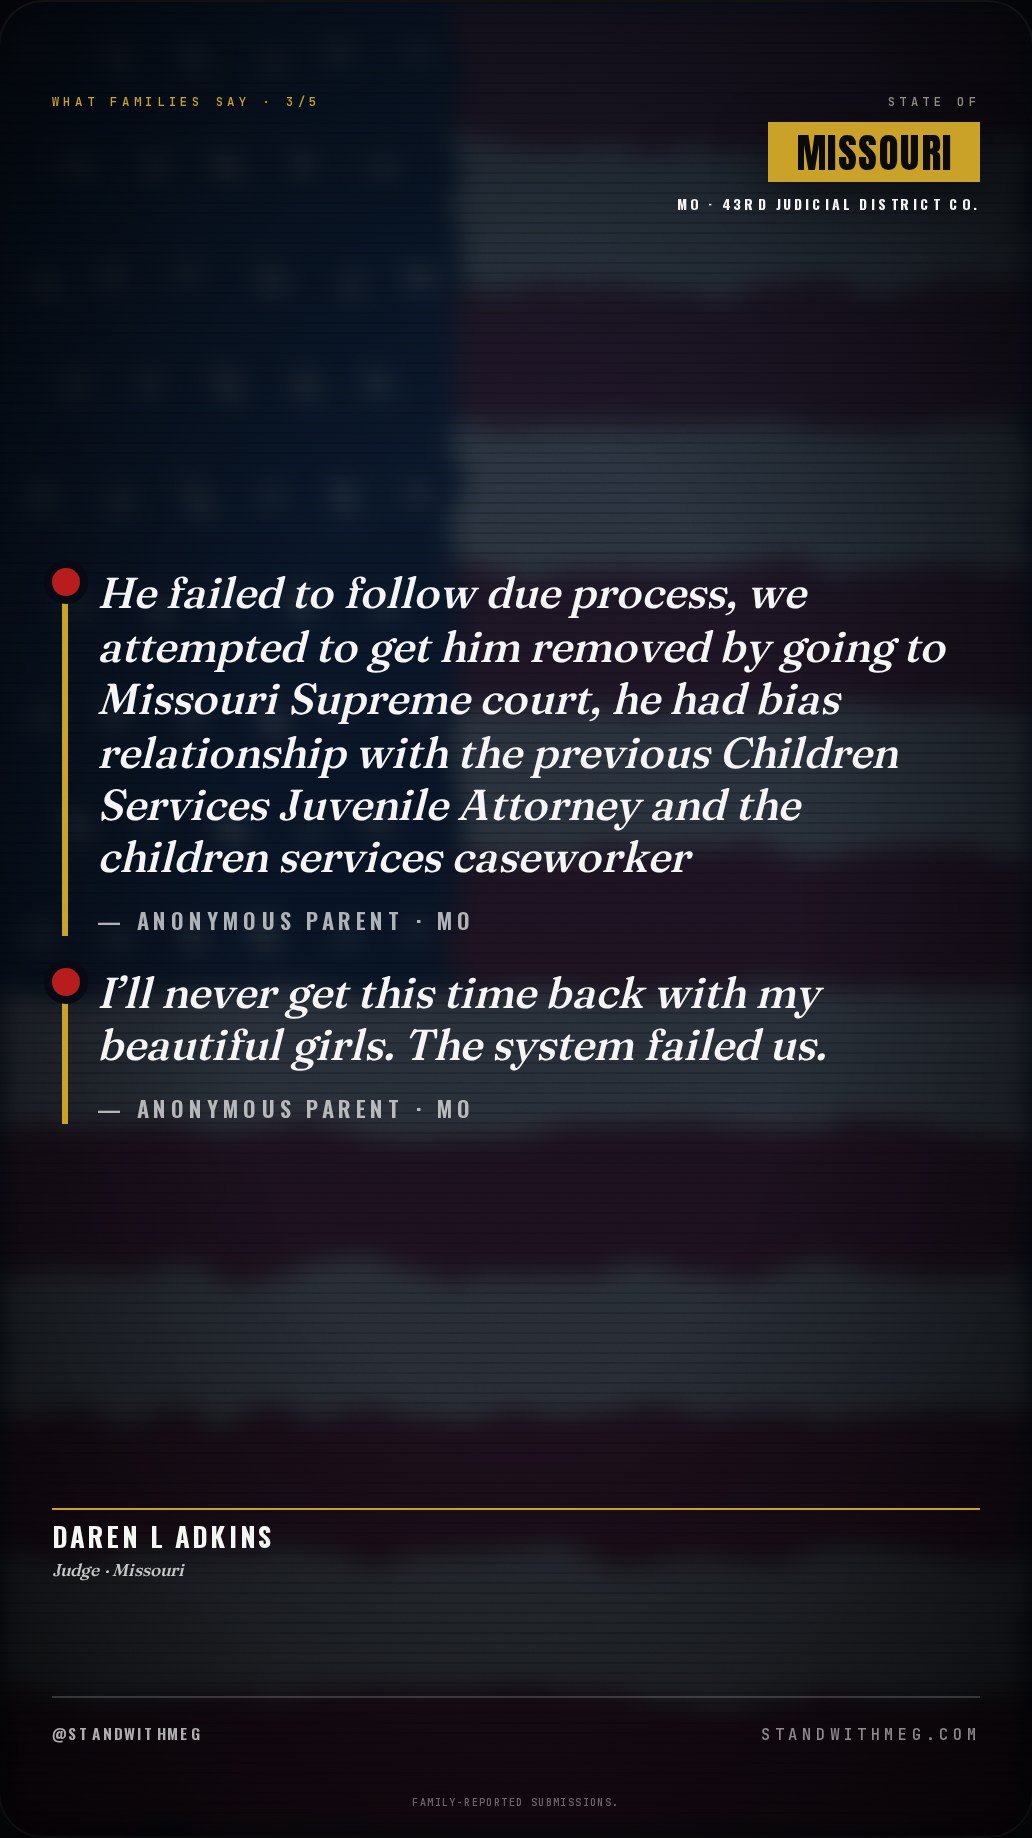 WHAT FAMILIES SAY · 3/5
STATE OF
MISSOURI
MO · 43RD JUDICIAL DISTRICT CO.
He failed to follow due process, we
attempted to get him removed by going to
Missouri Supreme court, he had bias
relationship with the previous Children
Services Juvenile Attorney and the
children services caseworker
— ANONYMOUS PARENT · MO
I’ll never get this time back with my
beautiful girls. The system failed us.
— ANONYMOUS PARENT · MO
DAREN L ADKINS
Judge · Missouri
@STANDWITHMEG
STANDWITHMEG.COM
FAMILY-REPORTED SUBMISSIONS.